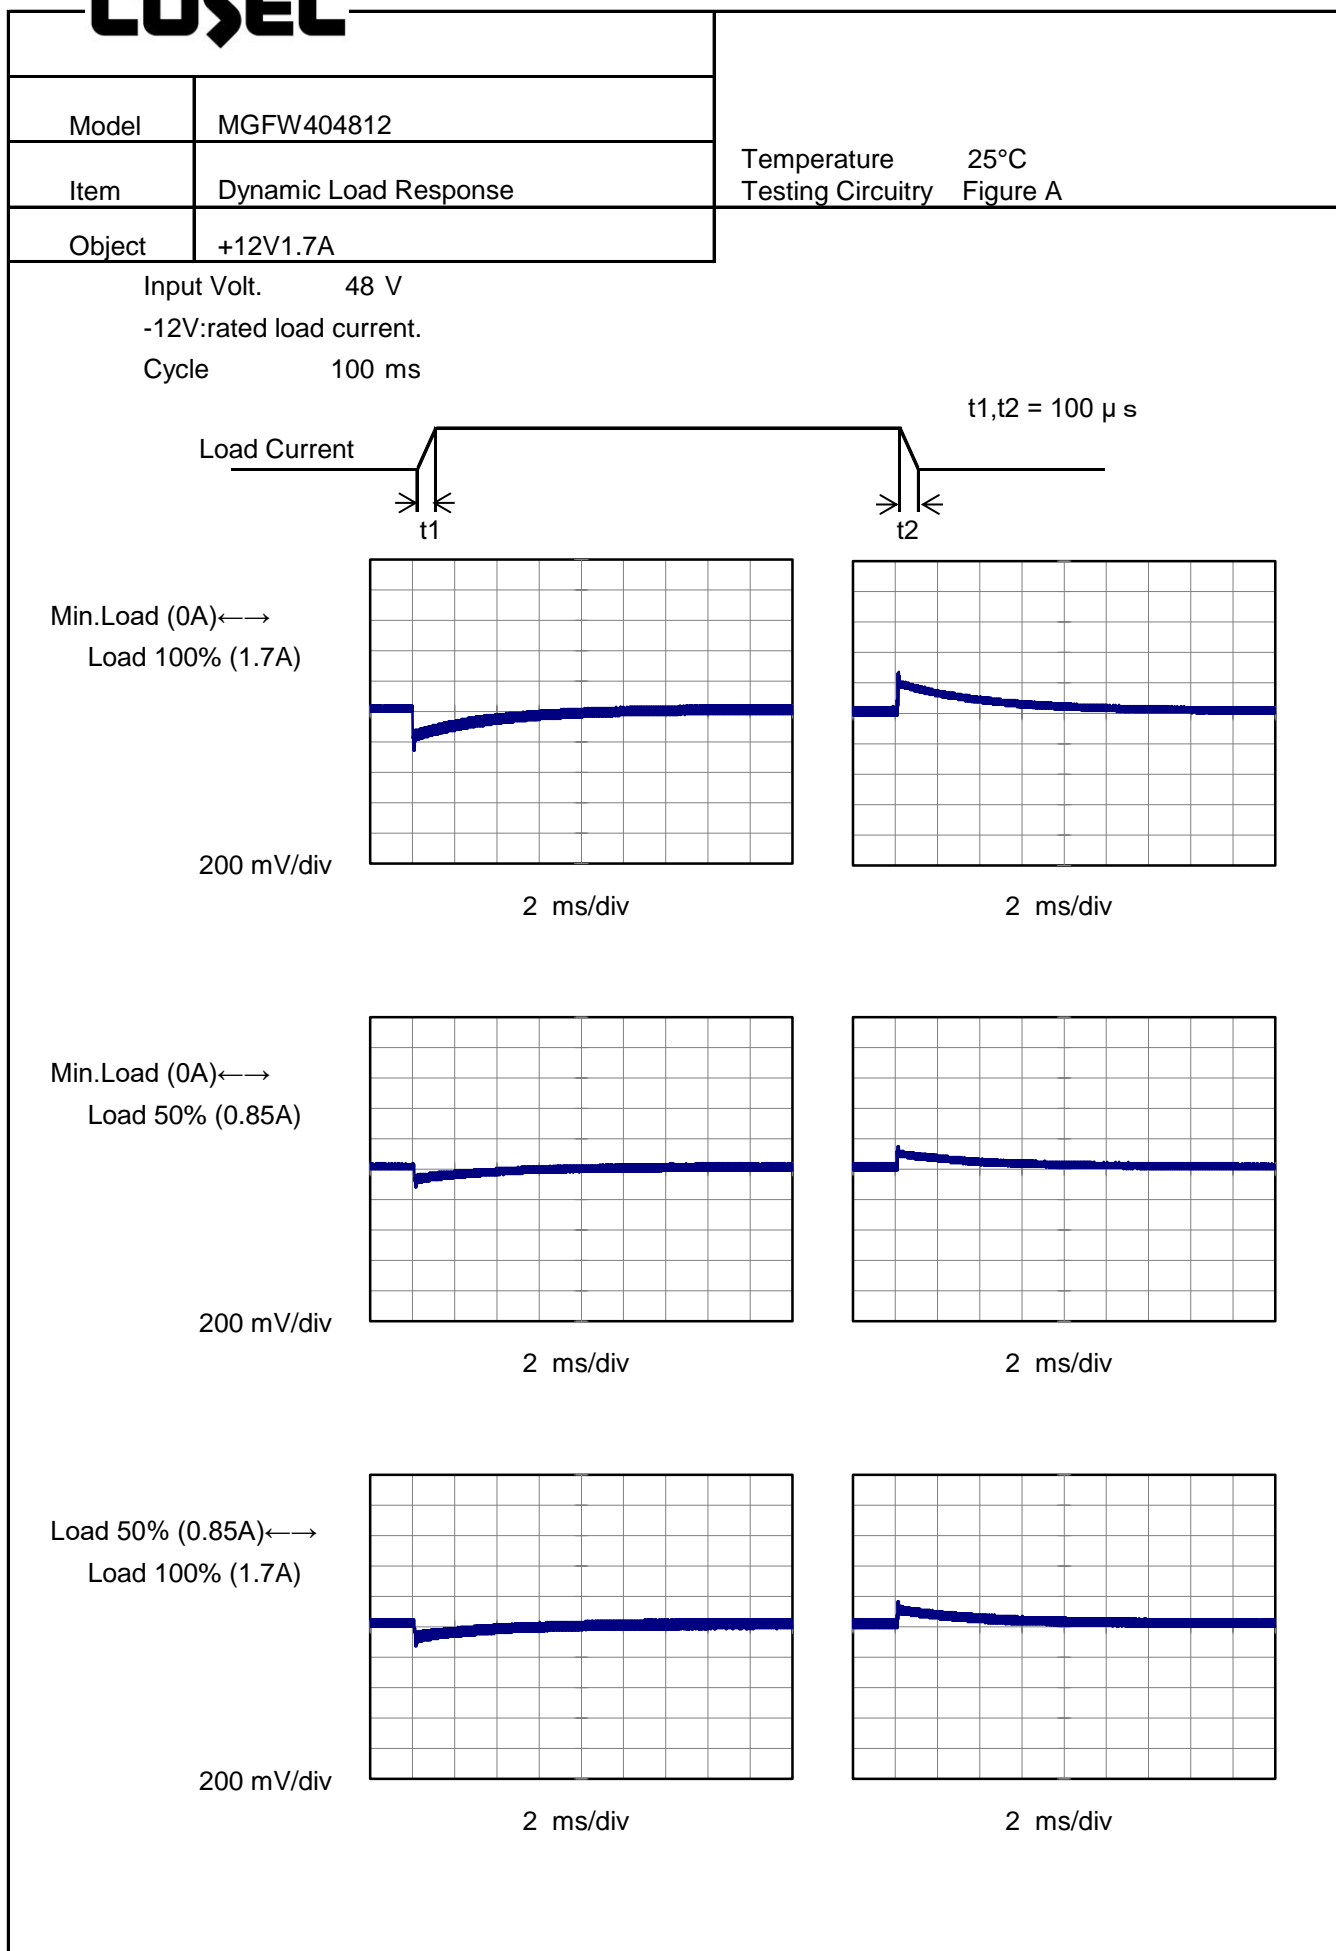 COSEL
Model MGFW404812
Temperature 25°C
Item Dynamic Load Response Testing Circuitry Figure A
Object +12V1.7A
Input Volt. 48 V
-12V:rated load current.
Cycle 100 ms
t1,t2 = 100 μs
Load Current
t1 t2
Min.Load (0A)←→
Load 100% (1.7A)
200 mV/div
2 ms/div 2 ms/div
Min.Load (0A)←→
Load 50% (0.85A)
200 mV/div
2 ms/div 2 ms/div
Load 50% (0.85A)←→
Load 100% (1.7A)
200 mV/div
2 ms/div 2 ms/div